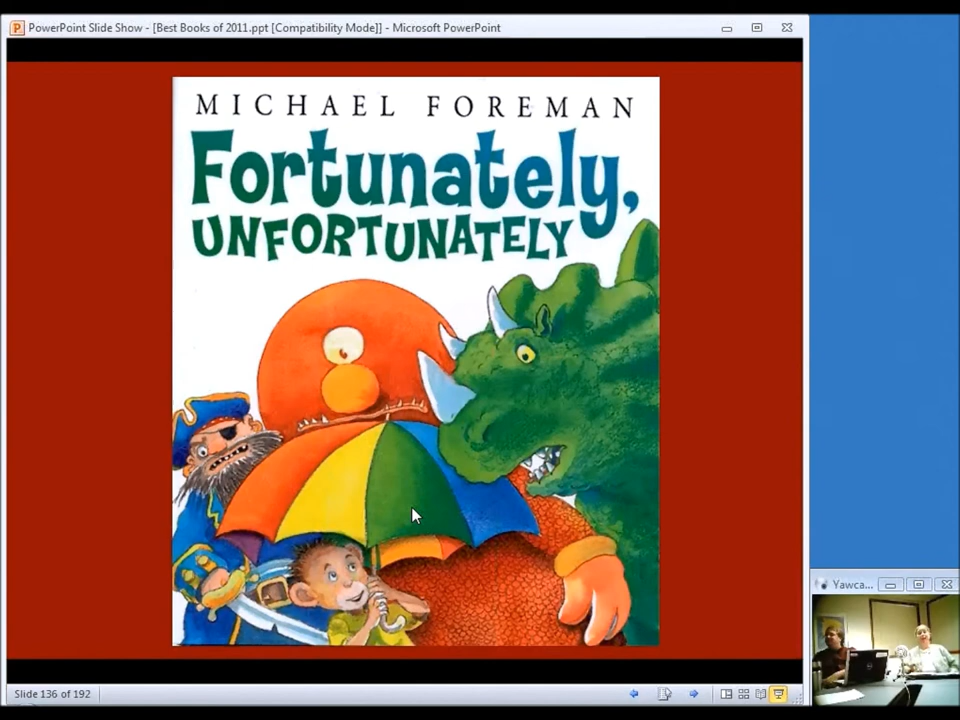 PowerPoint Slide Show - [Best Books of 2011.ppt [Compatibility Mode]] - Microsoft PowerPoint
MICHAEL FOREMAN
Fortunately,
UNFORTUNATELY
Yawca...
Slide 136 of 192